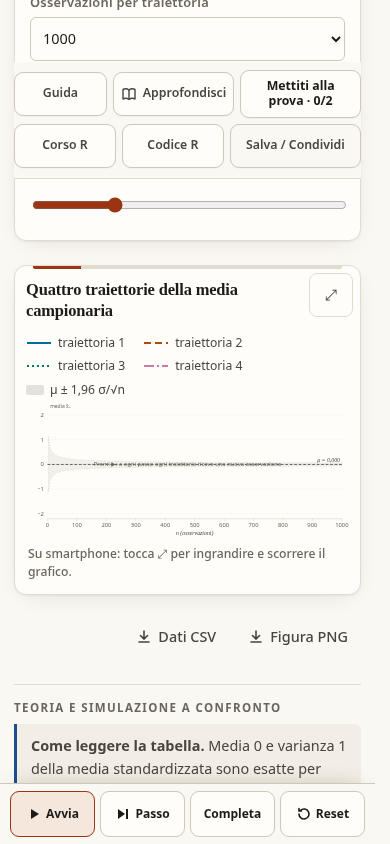 Osservazioni per traiettoria
1000
Guida
Approfondisci
Mettiti alla
prova · 0/2
Corso R
Codice R
Salva / Condividi
Quattro traiettorie della media
campionaria
traiettoria 1
traiettoria 2
traiettoria 3
traiettoria 4
μ ± 1,96 σ/√n
2
1
0
−1
−2
μ = 0,000
0
100
200
300
400
500
600
700
800
900
1000
n (osservazioni)
Su smartphone: tocca ⤢ per ingrandire e scorrere il
grafico.
Dati CSV
Figura PNG
TEORIA E SIMULAZIONE A CONFRONTO
Come leggere la tabella. Media 0 e varianza 1
della media standardizzata sono esatte per
Avvia
Passo
Completa
Reset